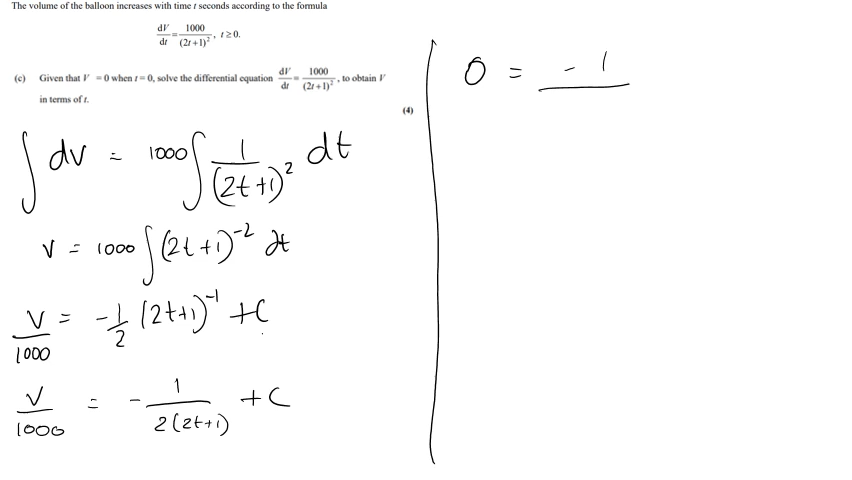 The volume of the balloon increases with time t seconds according to the formula
dV/dt = 1000/(2t+1)², t ≥ 0.
(c) Given that V = 0 when t = 0, solve the differential equation dV/dt = 1000/(2t+1)², to obtain V
in terms of t.
(4)
∫ dv = 1000 ∫ 1/(2t+1)² dt
v = 1000 ∫ (2t+1)⁻² dt
V/1000 = -1/2 (2t+1)⁻¹ + C
V/1000 = - 1/2(2t+1) + C
0 = -1